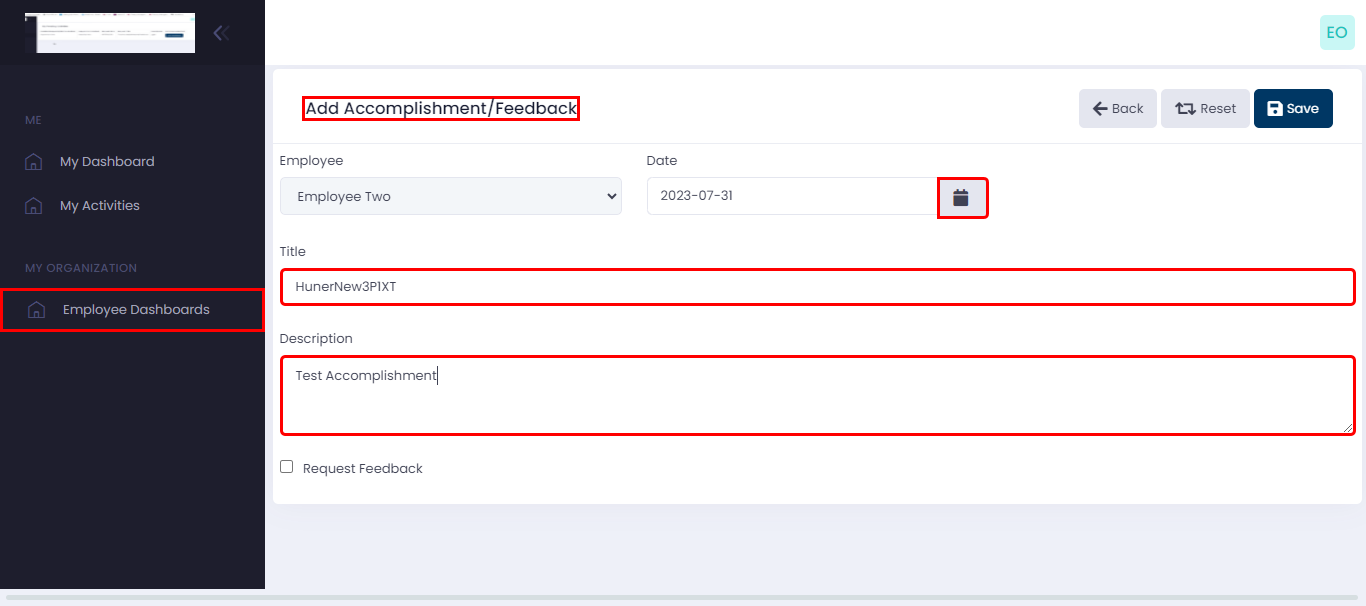 EO
Add Accomplishment/Feedback
Back
Reset
Save
ME
My Dashboard
My Activities
MY ORGANIZATION
Employee Dashboards
Employee
Date
Employee Two
2023-07-31
Title
HunerNew3P1XT
Description
Test Accomplishment
Request Feedback